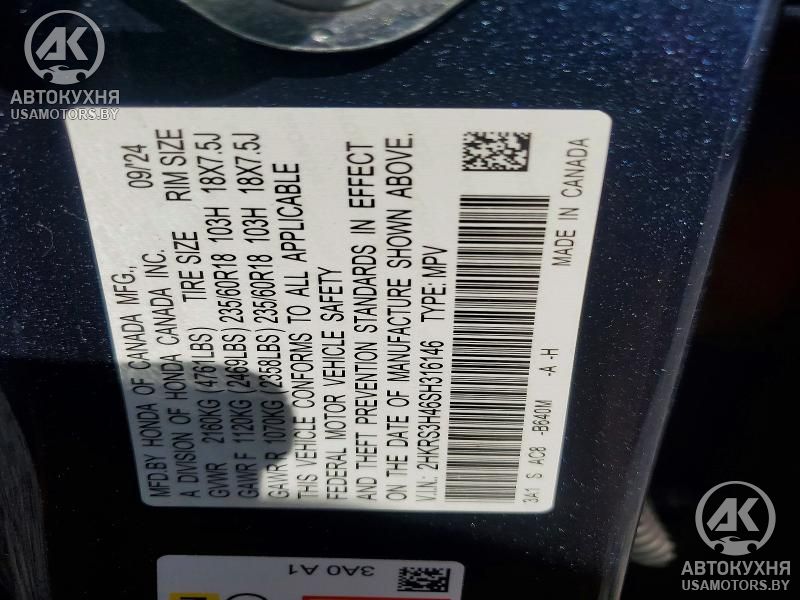 AK
АВТОКУХНЯ
USAMOTORS.BY
MFD.BY HONDA OF CANADA MFG., 09/24
A DIVISION OF HONDA CANADA INC.
TIRE SIZE RIM SIZE
GVWR 2160KG (4761LBS)
GAWR F 1120KG (2469LBS) 235/60R18 103H 18X7.5J
GAWR R 1070KG (2358LBS) 235/60R18 103H 18X7.5J
THIS VEHICLE CONFORMS TO ALL APPLICABLE
FEDERAL MOTOR VEHICLE SAFETY
AND THEFT PREVENTION STANDARDS IN EFFECT
ON THE DATE OF MANUFACTURE SHOWN ABOVE.
V.I.N.: 2HKRS3H46SH316146 TYPE: MPV
3A1 S AC8 -B640M -A -H
MADE IN CANADA
3A0 A1
AK
АВТОКУХНЯ
USAMOTORS.BY